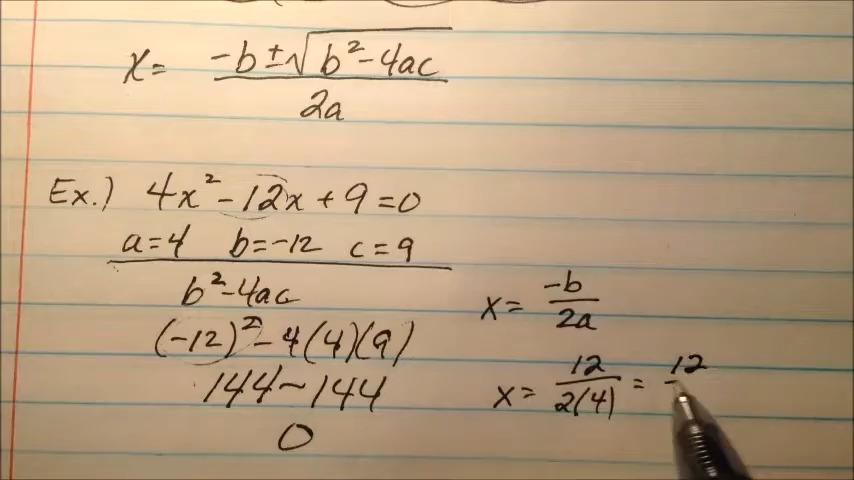 x = -b ± √b² - 4ac / 2a
Ex.) 4x² - 12x + 9 = 0
a = 4 b = -12 c = 9
b² - 4ac
(-12)² - 4(4)(9)
144 - 144
0
x = -b / 2a
x = 12 / 2(4) = 12